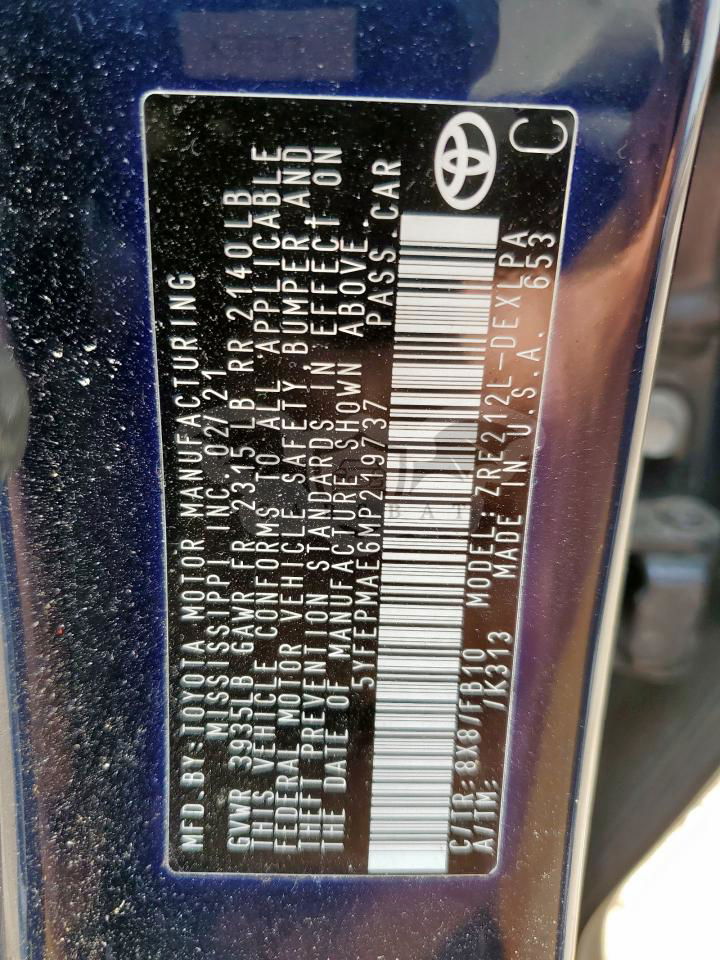 MFD.BY:TOYOTA MOTOR MANUFACTURING
MISSISSIPPI INC.02/21
GVWR 3935LB GAWR FR 2315 LB RR 2140LB
THIS VEHICLE CONFORMS TO ALL APPLICABLE
FEDERAL MOTOR VEHICLE SAFETY, BUMPER AND
THEFT PREVENTION STANDARDS IN EFFECT ON
THE DATE OF MANUFACTURE SHOWN ABOVE.
5YFEPMAE6MP219737 PASS.CAR
C/TR: 8X8/FB10 MODEL: ZRE212L-DEXLPA
A/TM: /K313 MADE IN U.S.A. 653
C